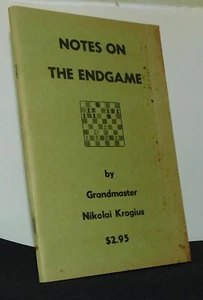 NOTES ON
THE ENDGAME
by
Grandmaster
Nikolai Krogius
$2.95